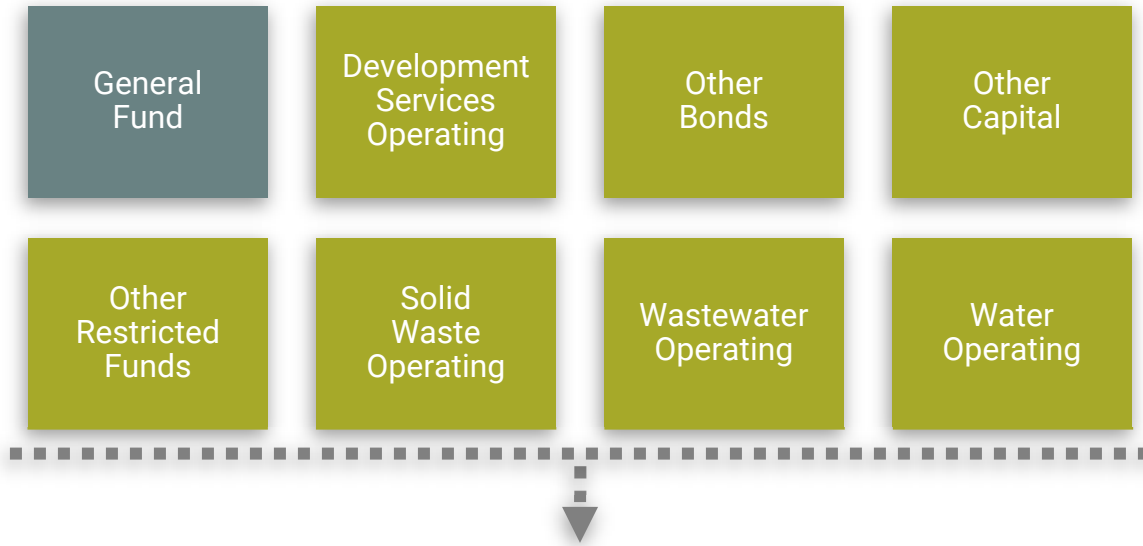 General
Fund
Development
Services
Operating
Other
Bonds
Other
Capital
Other
Restricted
Funds
Solid
Waste
Operating
Wastewater
Operating
Water
Operating